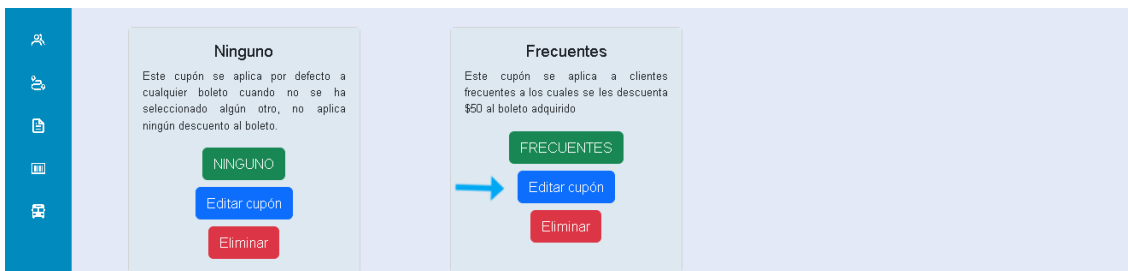 Ninguno
Este cupón se aplica por defecto a
cualquier boleto cuando no se ha
seleccionado algún otro, no aplica
ningún descuento al boleto.
NINGUNO
Editar cupón
Eliminar
Frecuentes
Este cupón se aplica a clientes
frecuentes a los cuales se les descuenta
$50 al boleto adquirido
FRECUENTES
Editar cupón
Eliminar